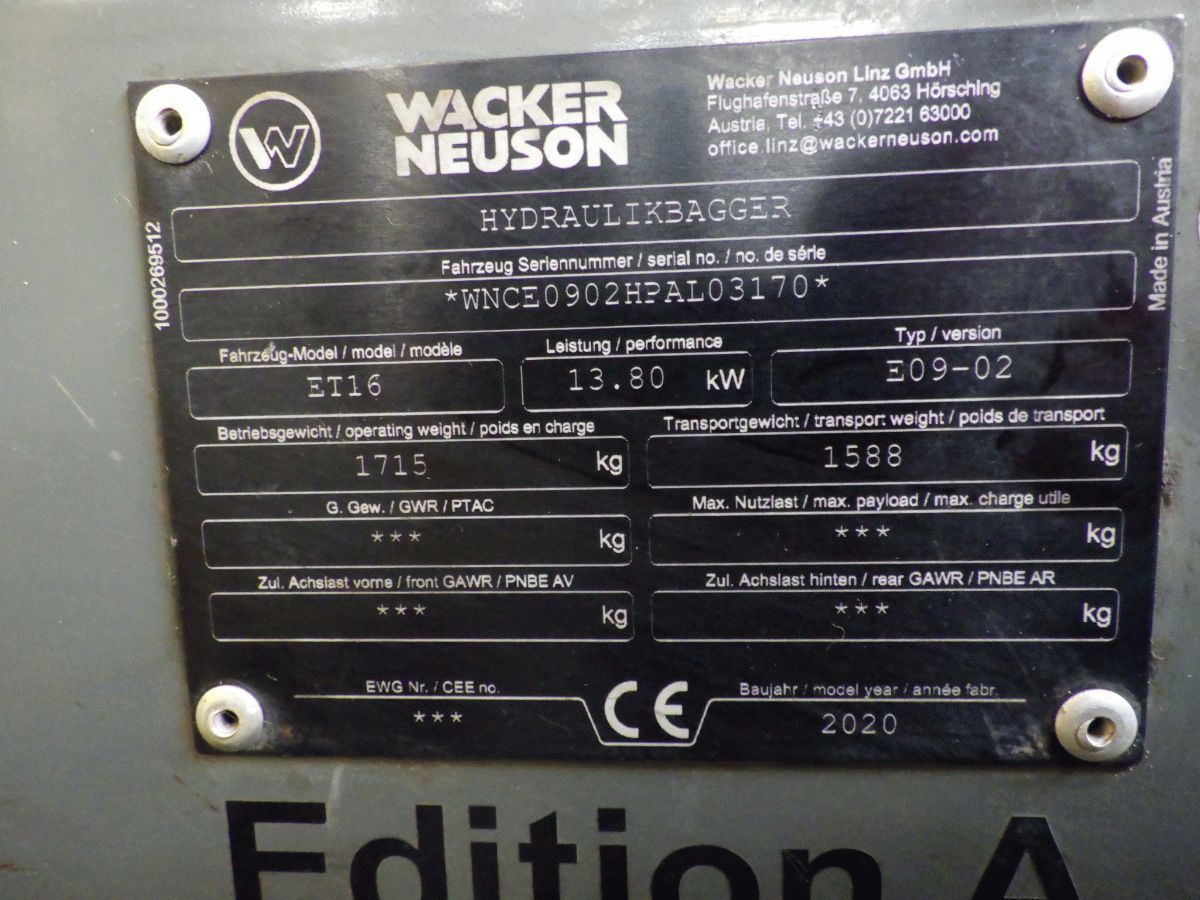 WACKER
NEUSON
Wacker Neuson Linz GmbH
Flughafenstraße 7, 4063 Hörsching
Austria, Tel. +43 (0)7221 63000
office.linz@wackerneuson.com
HYDRAULIKBAGGER
Fahrzeug Seriennummer / serial no. / no. de série
*WNCE0902HPAL03170*
Fahrzeug-Model / model / modèle
ET16
Leistung / performance
13.80 kW
Typ / version
E09-02
Betriebsgewicht / operating weight / poids en charge
1715 kg
Transportgewicht / transport weight / poids de transport
1588 kg
G. Gew. / GWR / PTAC
*** kg
Max. Nutzlast / max. payload / max. charge utile
*** kg
Zul. Achslast vorne / front GAWR / PNBE AV
*** kg
Zul. Achslast hinten / rear GAWR / PNBE AR
*** kg
EWG Nr. / CEE no.
***
CE
Baujahr / model year / année fabr.
2020
1000269512
Made in Austria
Edition A